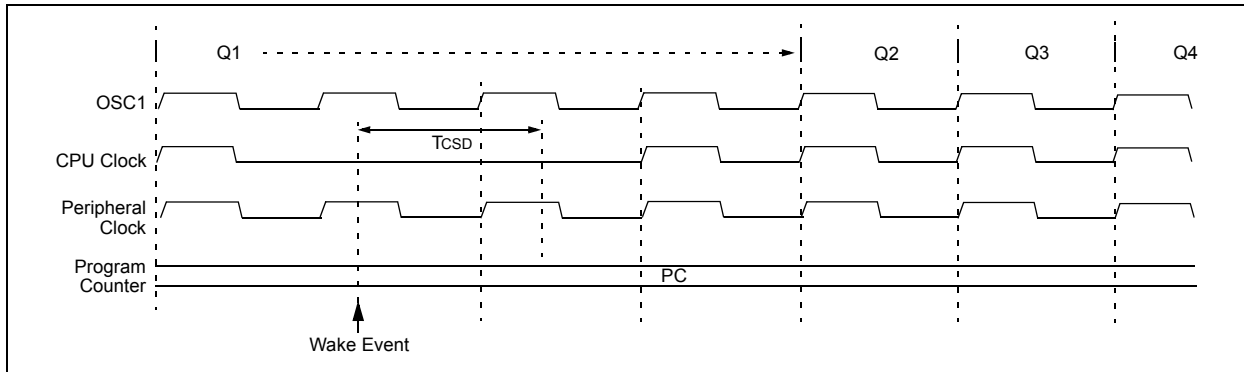 Q1 Q2 Q3 Q4
OSC1
TCSD
CPU Clock
Peripheral
Clock
Program
Counter
PC
Wake Event